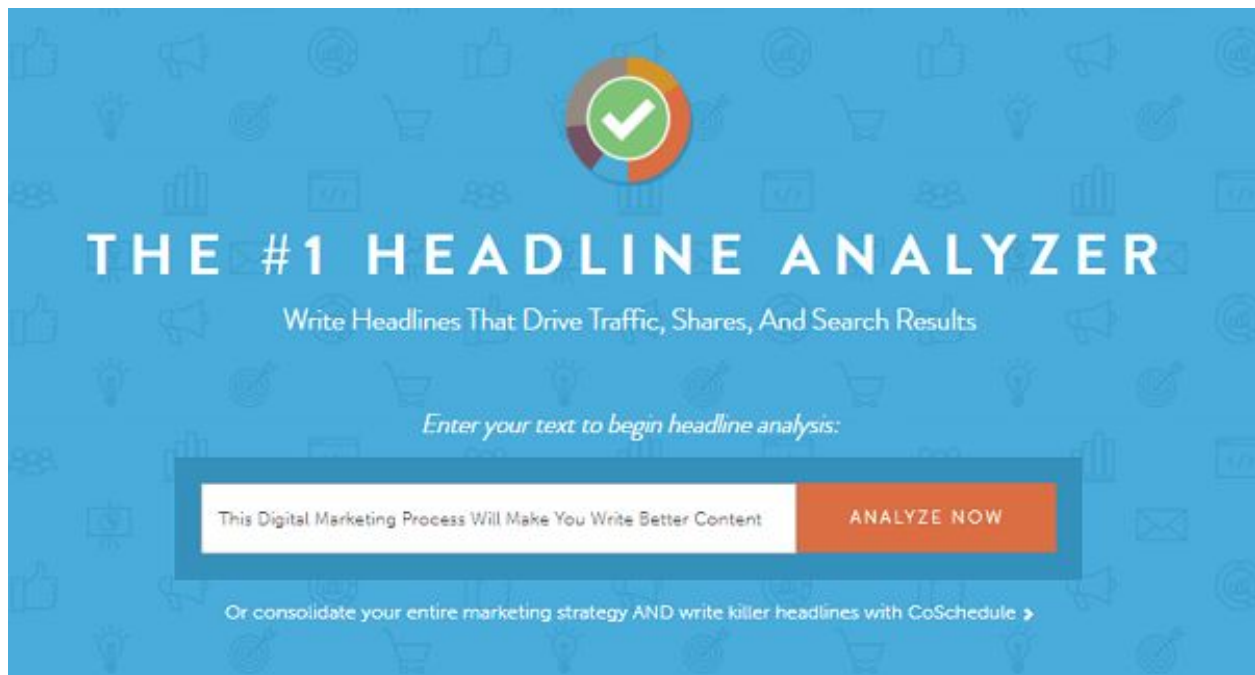 THE #1 HEADLINE ANALYZER
Write Headlines That Drive Traffic, Shares, And Search Results
Enter your text to begin headline analysis:
This Digital Marketing Process Will Make You Write Better Content
ANALYZE NOW
Or consolidate your entire marketing strategy AND write killer headlines with CoSchedule >